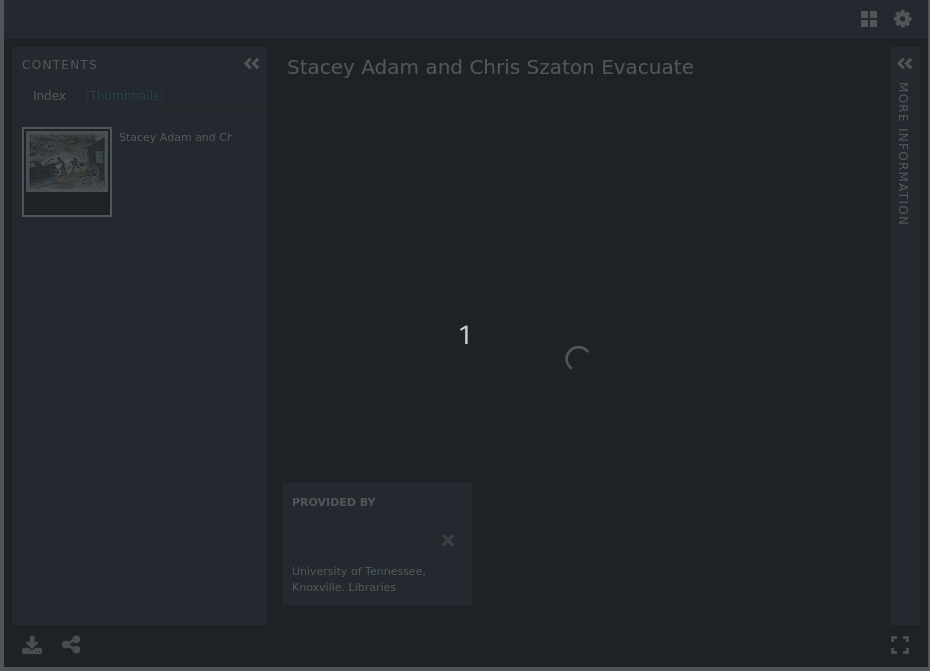 CONTENTS
Stacey Adam and Chris Szaton Evacuate
Index
Thumbnails
Stacey Adam and Ch
MORE INFORMATION
1
PROVIDED BY
University of Tennessee,
Knoxville. Libraries